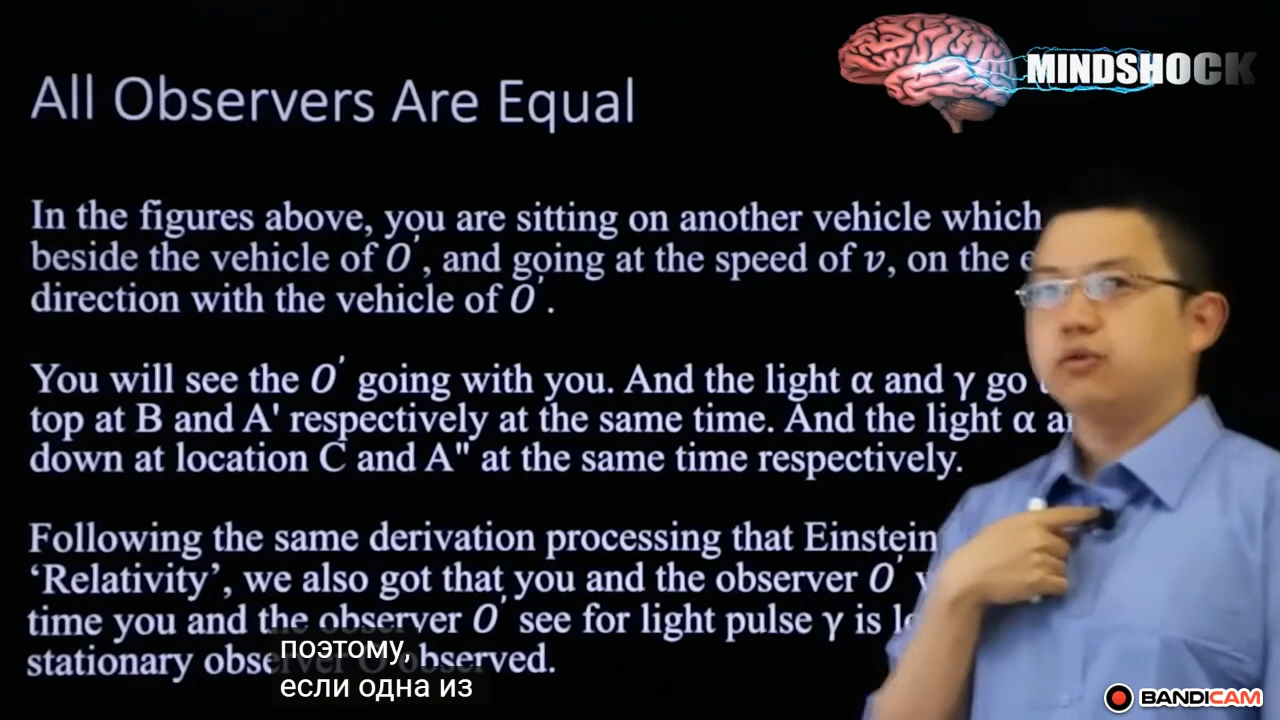 MINDSHOCK
All Observers Are Equal
In the figures above, you are sitting on another vehicle which
beside the vehicle of O', and going at the speed of v, on the
direction with the vehicle of O'.
You will see the O' going with you. And the light α and γ go
top at B and A' respectively at the same time. And the light α
down at location C and A" at the same time respectively.
Following the same derivation processing that Einstein
‘Relativity’, we also got that you and the observer O'
time you and the observer O' see for light pulse γ is
stationary observed.
поэтому,
если одна из
BANDICAM